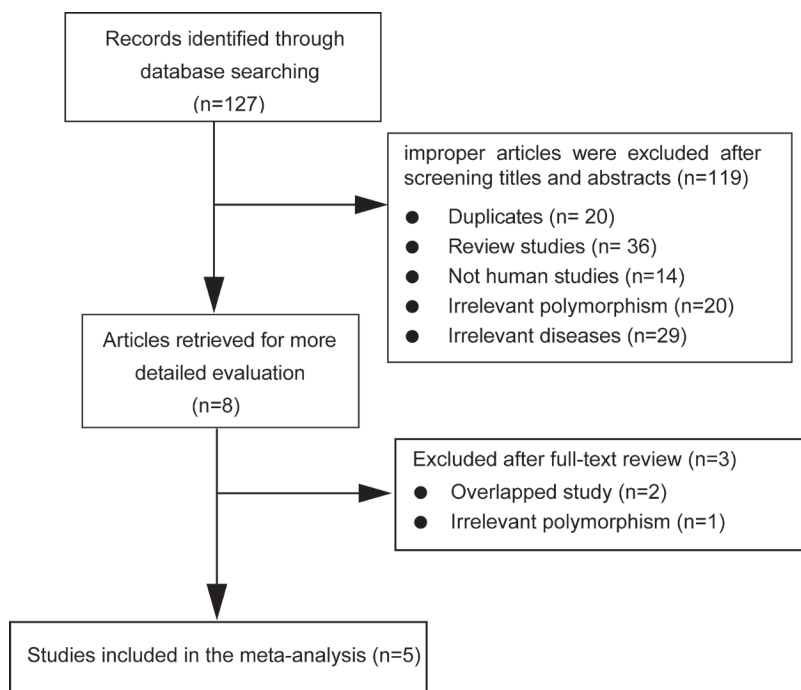 Records identified through
database searching
(n=127)
improper articles were excluded after
screening titles and abstracts (n=119)
● Duplicates (n= 20)
● Review studies (n= 36)
● Not human studies (n=14)
● Irrelevant polymorphism (n=20)
● Irrelevant diseases (n=29)
Articles retrieved for more
detailed evaluation
(n=8)
Excluded after full-text review (n=3)
● Overlapped study (n=2)
● Irrelevant polymorphism (n=1)
Studies included in the meta-analysis (n=5)